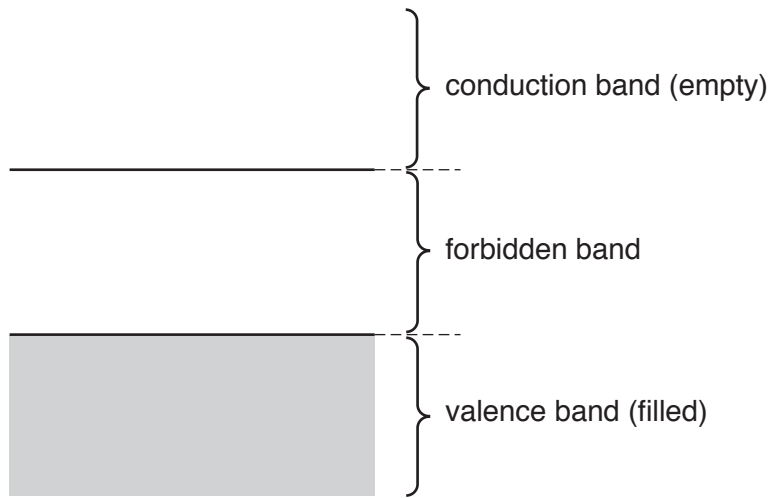 conduction band (empty)
forbidden band
valence band (filled)